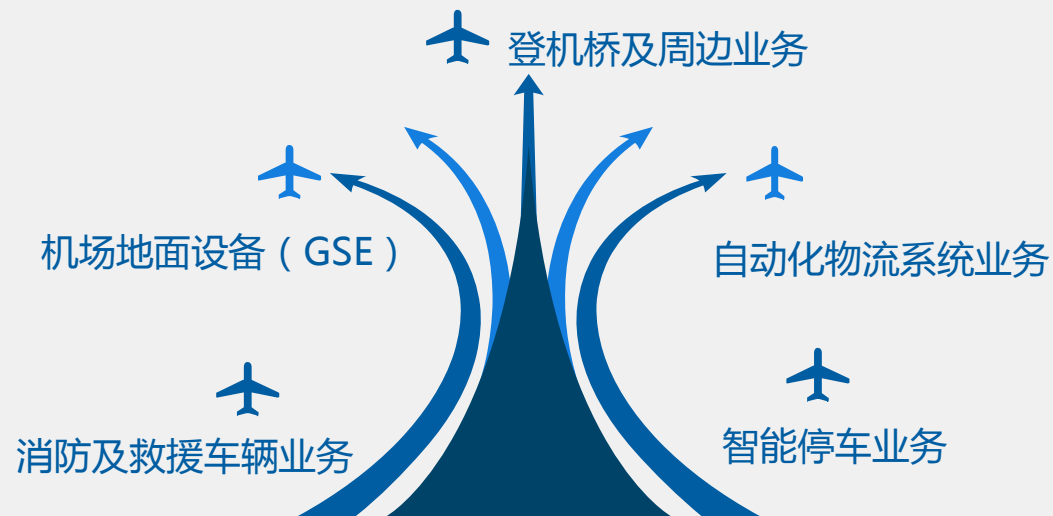 登机桥及周边业务
机场地面设备（GSE）
自动化物流系统业务
消防及救援车辆业务
智能停车业务